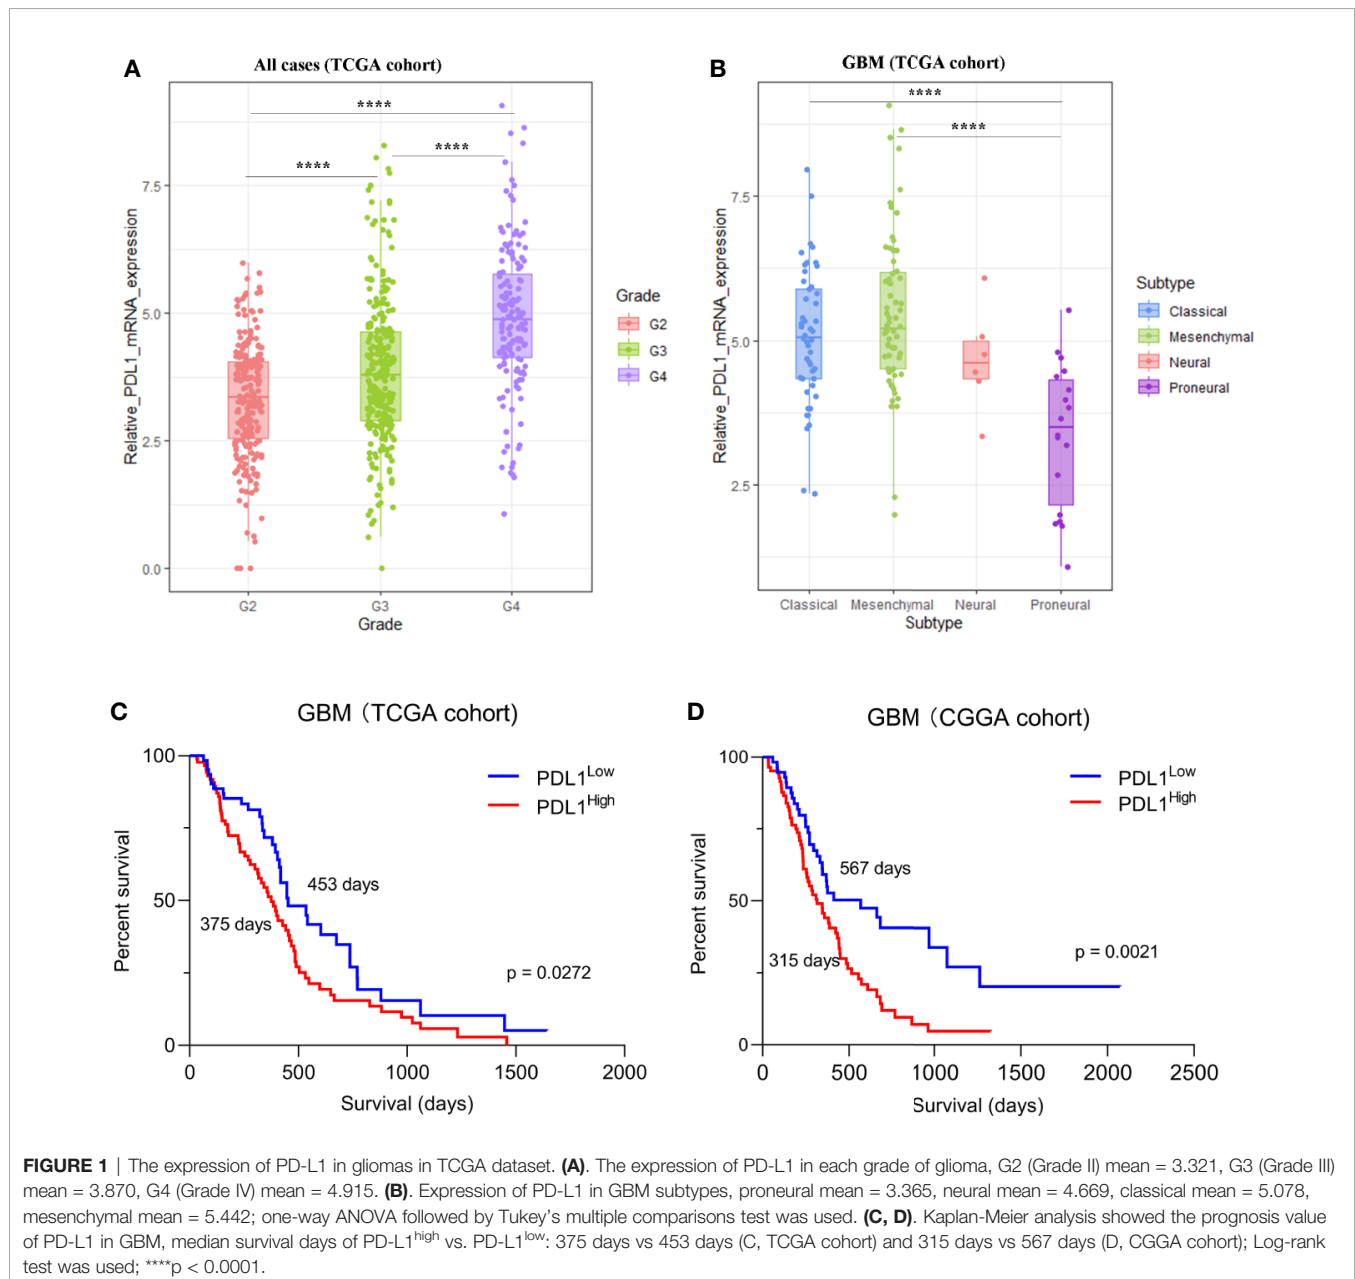 A
All cases (TCGA cohort)
****
****
****
7.5
5.0
2.5
0.0
Relative_PDL1_mRNA_expression
G2
G3
G4
Grade
Grade
G2
G3
G4
B
GBM (TCGA cohort)
****
****
7.5
5.0
2.5
Relative_PDL1_mRNA_expression
Classical
Mesenchymal
Neural
Proneural
Subtype
Subtype
Classical
Mesenchymal
Neural
Proneural
C
GBM (TCGA cohort)
PDL1Low
PDL1High
100
50
0
Percent survival
453 days
375 days
p = 0.0272
0
500
1000
1500
2000
Survival (days)
D
GBM (CGGA cohort)
PDL1Low
PDL1High
100
50
0
Percent survival
567 days
315 days
p = 0.0021
0
500
1000
1500
2000
2500
Survival (days)
FIGURE 1 | The expression of PD-L1 in gliomas in TCGA dataset. (A). The expression of PD-L1 in each grade of glioma, G2 (Grade II) mean = 3.321, G3 (Grade III)
mean = 3.870, G4 (Grade IV) mean = 4.915. (B). Expression of PD-L1 in GBM subtypes, proneural mean = 3.365, neural mean = 4.669, classical mean = 5.078,
mesenchymal mean = 5.442; one-way ANOVA followed by Tukey's multiple comparisons test was used. (C, D). Kaplan-Meier analysis showed the prognosis value
of PD-L1 in GBM, median survival days of PD-L1high vs. PD-L1low: 375 days vs 453 days (C, TCGA cohort) and 315 days vs 567 days (D, CGGA cohort); Log-rank
test was used; ****p < 0.0001.